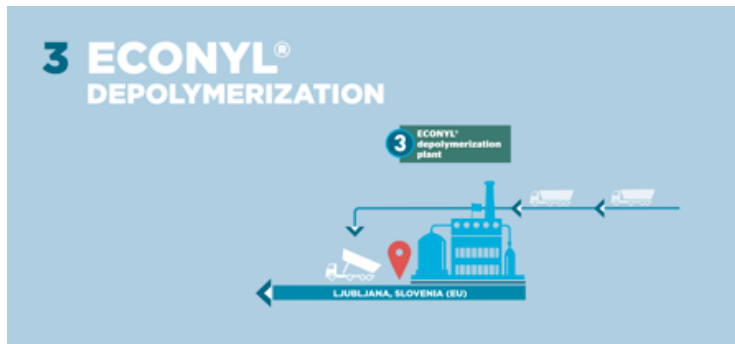 3 ECONYL®
DEPOLYMERIZATION
3 ECONYL®
depolymerization
plant
LJUBLJANA, SLOVENIA (EU)